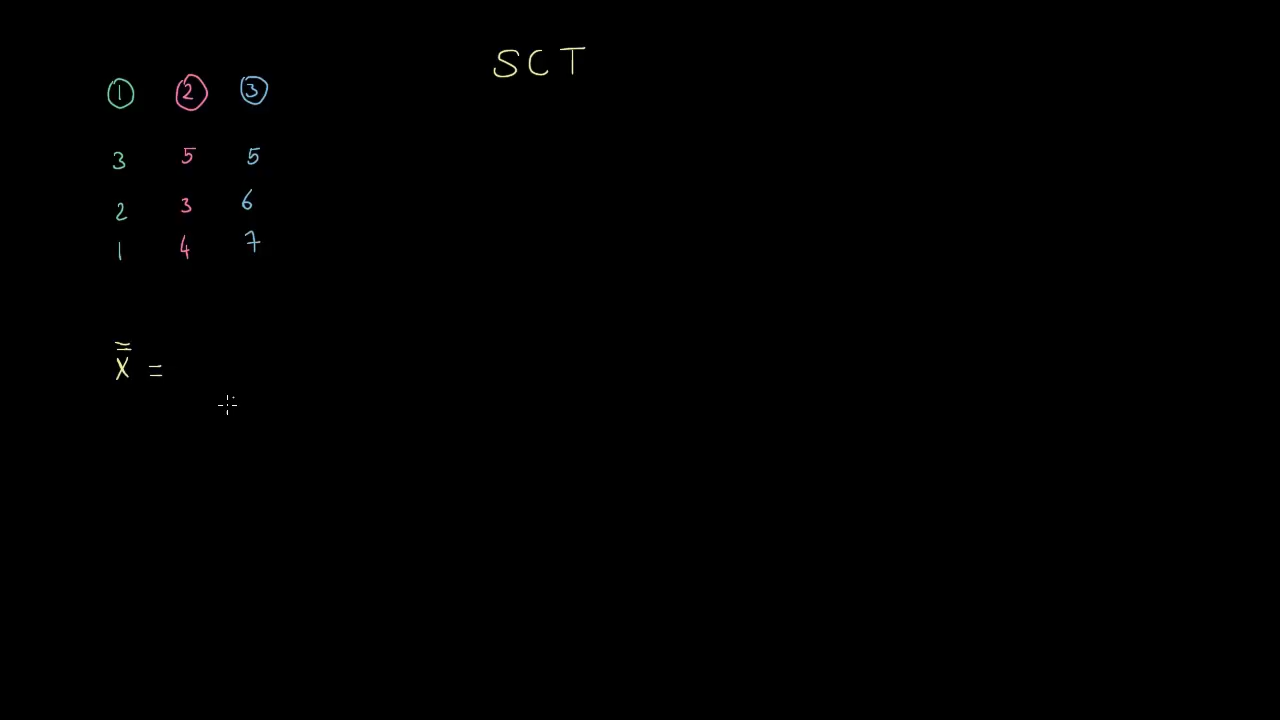 SCT
① ② ③
3 5 5
2 3 6
1 4 7
X̿ =